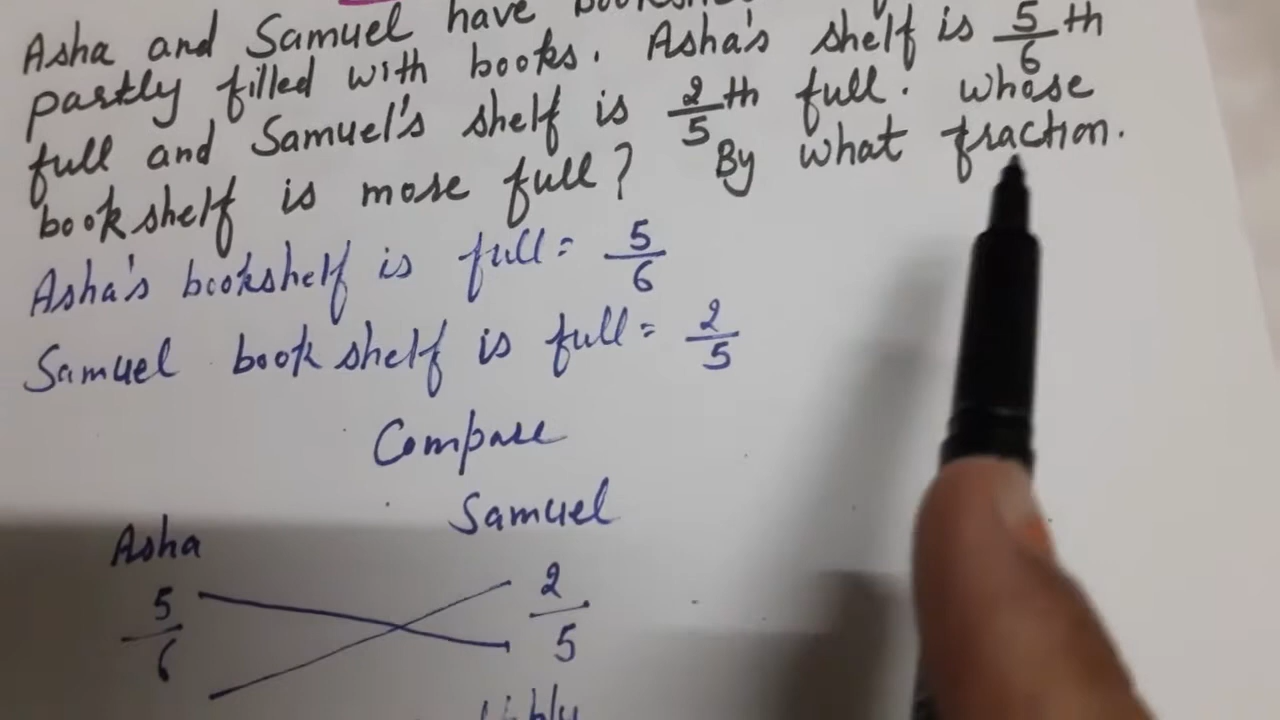 Asha and Samuel have
partly filled with books. Asha's shelf is 5/6 th
full and Samuel's shelf is 2/5 th full. Whose
bookshelf is more full? By what fraction.
Asha's bookshelf is full = 5/6
Samuel book shelf is full = 2/5
Compare
Asha Samuel
5/6 2/5